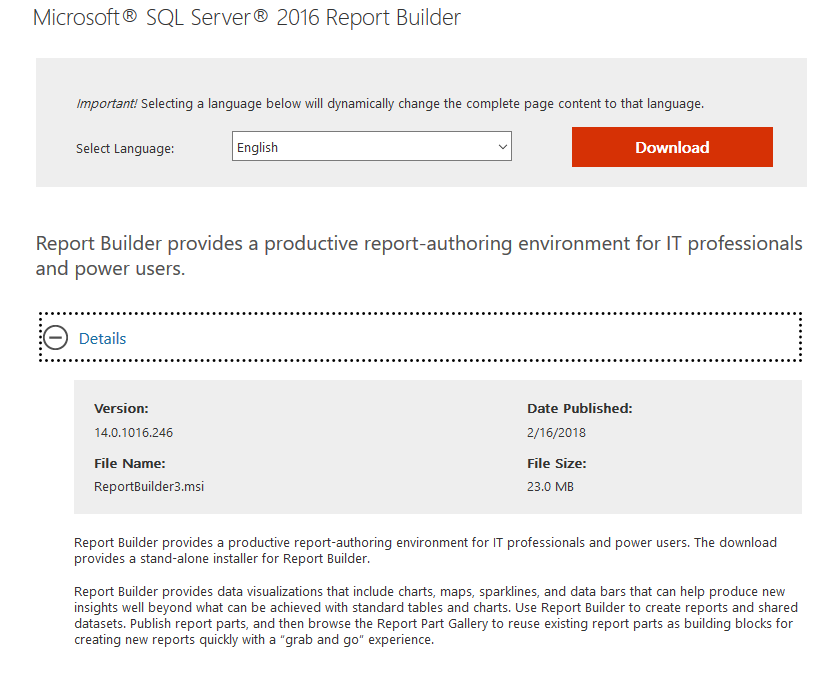 Microsoft® SQL Server® 2016 Report Builder
Important! Selecting a language below will dynamically change the complete page content to that language.
Select Language:
English
Download
Report Builder provides a productive report-authoring environment for IT professionals
and power users.
Details
Version:
14.0.1016.246
Date Published:
2/16/2018
File Name:
ReportBuilder3.msi
File Size:
23.0 MB
Report Builder provides a productive report-authoring environment for IT professionals and power users. The download
provides a stand-alone installer for Report Builder.
Report Builder provides data visualizations that include charts, maps, sparklines, and data bars that can help produce new
insights well beyond what can be achieved with standard tables and charts. Use Report Builder to create reports and shared
datasets. Publish report parts, and then browse the Report Part Gallery to reuse existing report parts as building blocks for
creating new reports quickly with a “grab and go” experience.